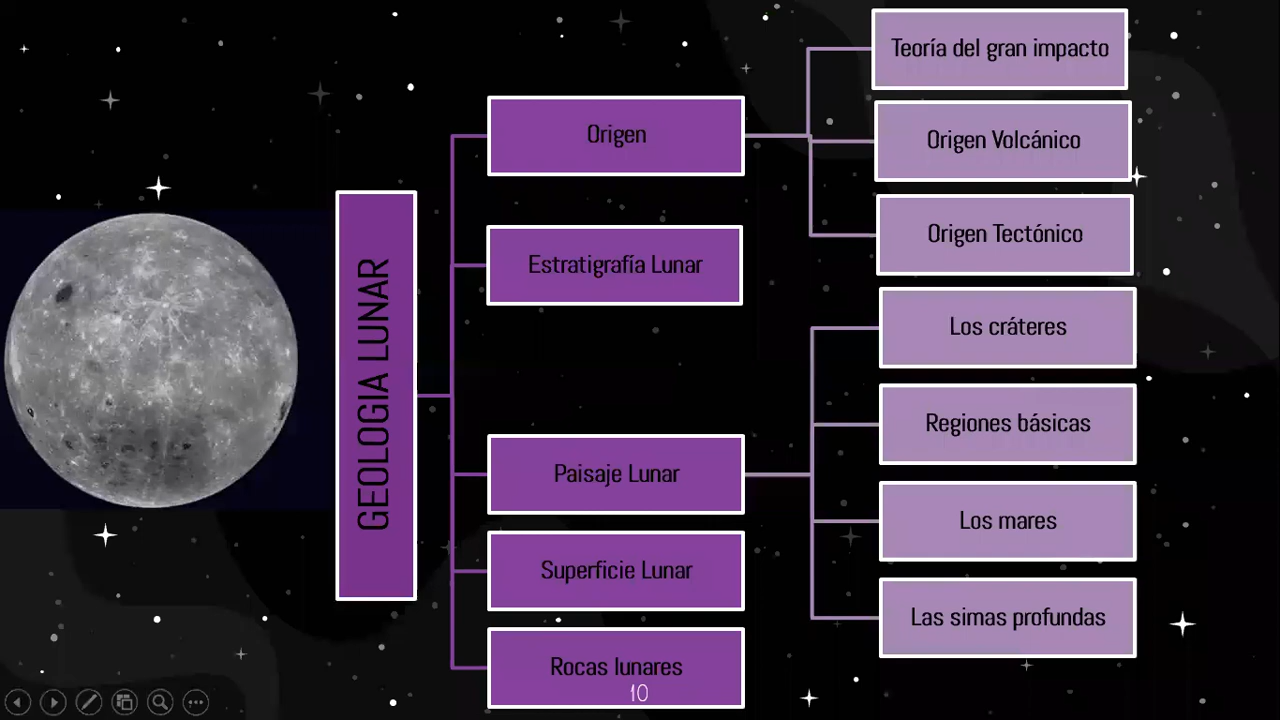 GEOLOGIA LUNAR
Origen
Teoría del gran impacto
Origen Volcánico
Origen Tectónico
Estratigrafía Lunar
Paisaje Lunar
Los cráteres
Regiones básicas
Los mares
Las simas profundas
Superficie Lunar
Rocas lunares
10